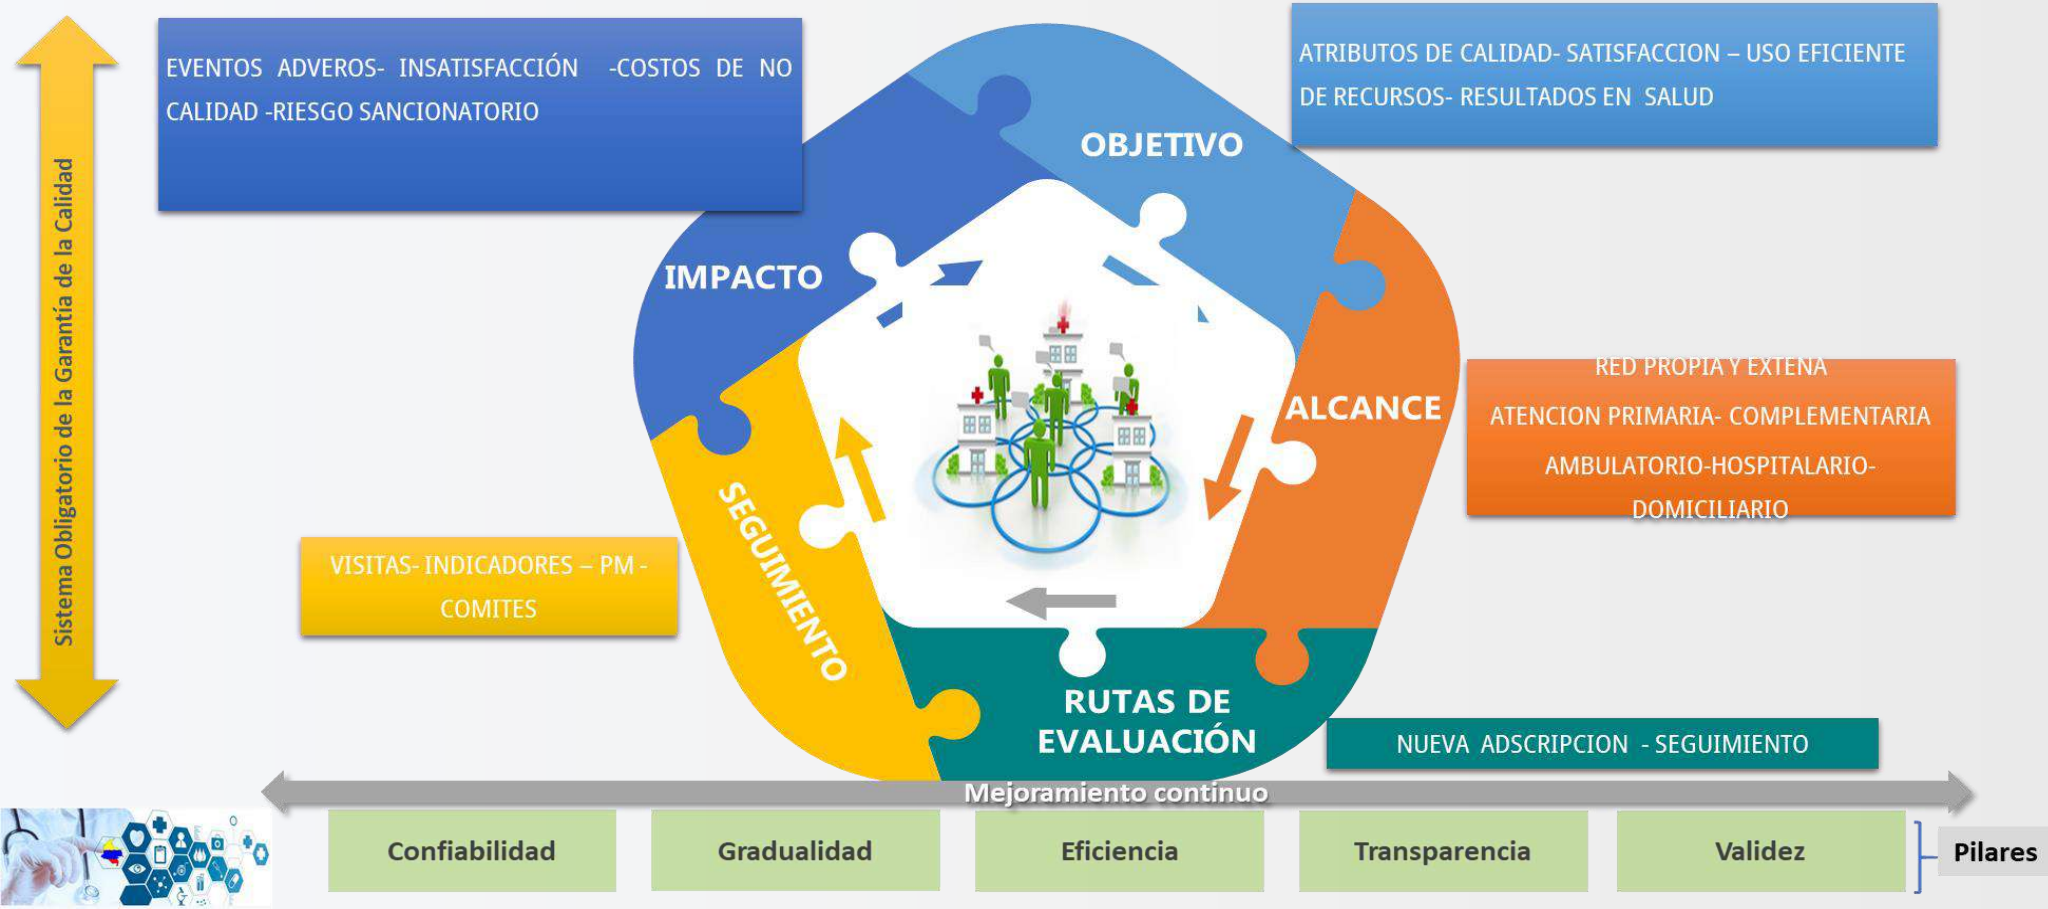 Sistema Obligatorio de la Garantía de la Calidad
EVENTOS ADVEROS- INSATISFACCIÓN -COSTOS DE NO
CALIDAD -RIESGO SANCIONATORIO
ATRIBUTOS DE CALIDAD- SATISFACCION – USO EFICIENTE
DE RECURSOS- RESULTADOS EN SALUD
OBJETIVO
IMPACTO
ALCANCE
RED PROPIA Y EXTENA
ATENCION PRIMARIA- COMPLEMENTARIA
AMBULATORIO-HOSPITALARIO-
DOMICILIARIO
SEGUIMIENTO
VISITAS- INDICADORES – PM -
COMITES
RUTAS DE
EVALUACIÓN
NUEVA ADSCRIPCION - SEGUIMIENTO
Mejoramiento continuo
Confiabilidad
Gradualidad
Eficiencia
Transparencia
Validez
Pilares